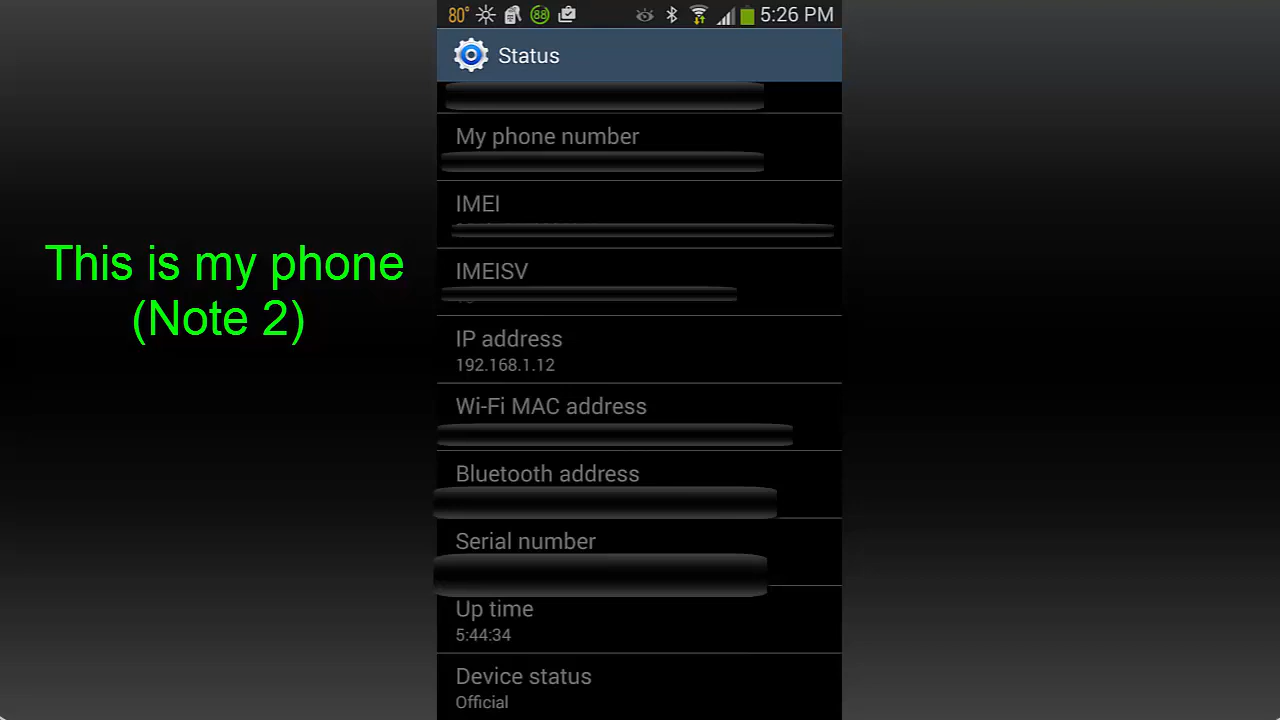 80° 88 5:26 PM
Status
My phone number
IMEI
IMEISV
This is my phone
(Note 2)
IP address
192.168.1.12
Wi-Fi MAC address
Bluetooth address
Serial number
Up time
5:44:34
Device status
Official